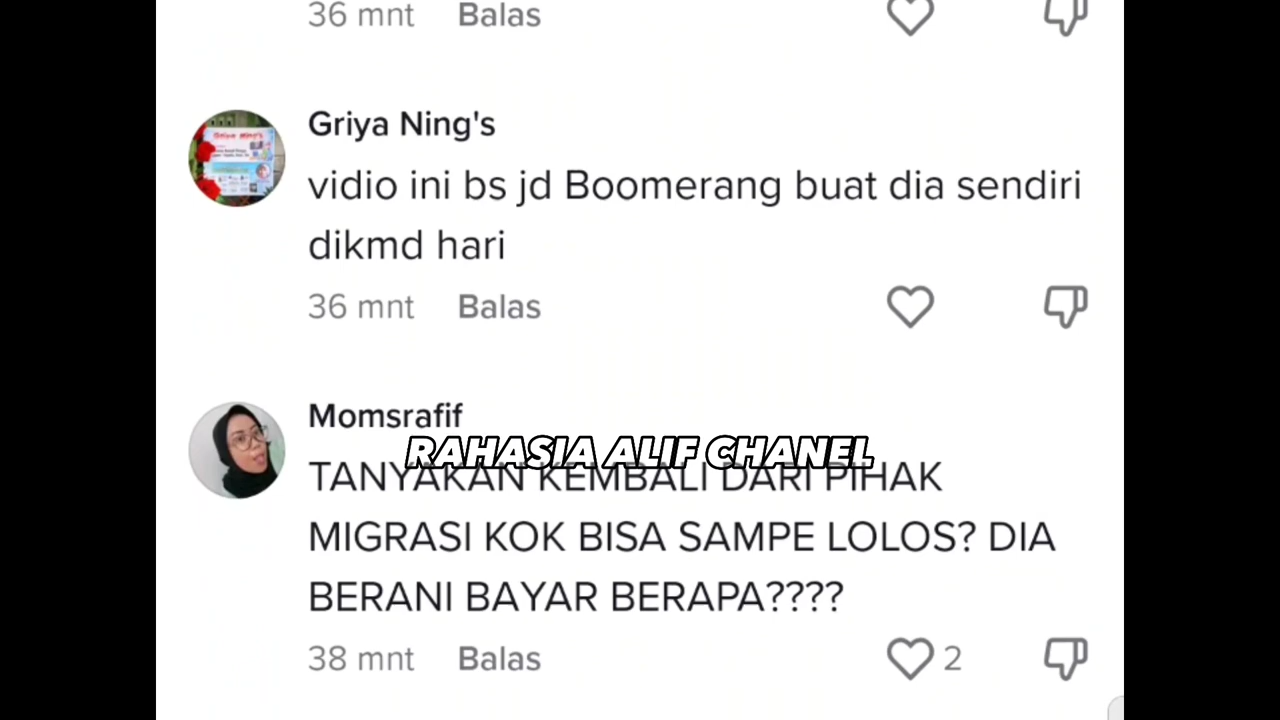 36 mnt Balas
Griya Ning's
vidio ini bs jd Boomerang buat dia sendiri
dikmd hari
36 mnt Balas
Momsrafif
RAHASIA ALIF CHANEL
TANYAKAN KEMBALI DARI PIHAK
MIGRASI KOK BISA SAMPE LOLOS? DIA
BERANI BAYAR BERAPA????
38 mnt Balas 2